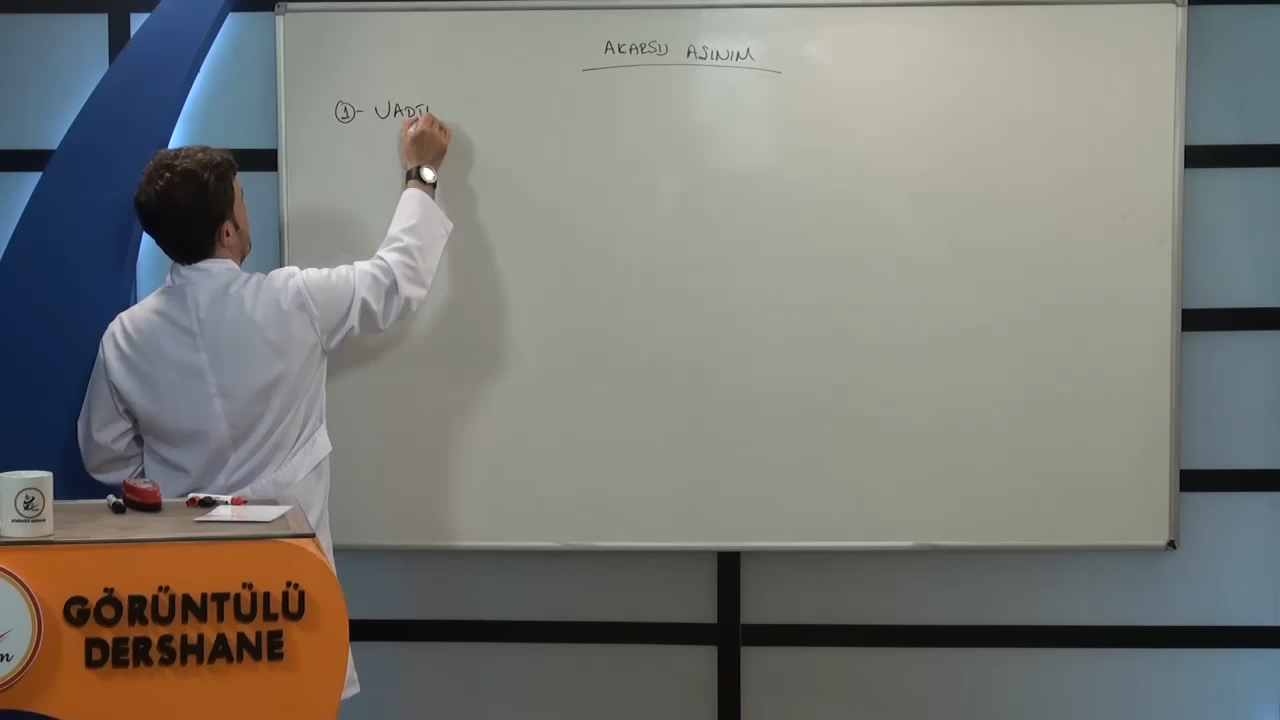 AKARSU AŞINIM
①- VADİ
GÖRÜNTÜLÜ
DERSHANE